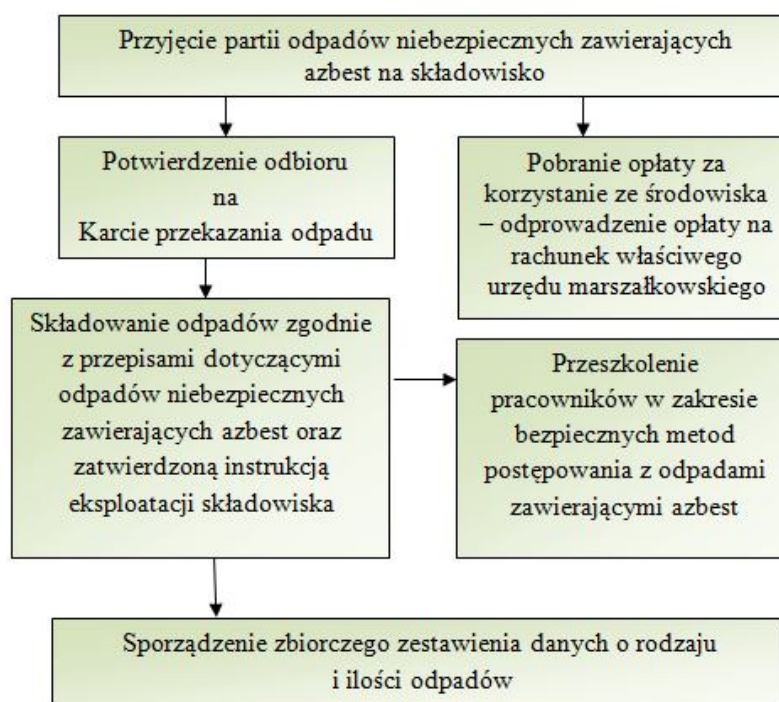 Przyjęcie partii odpadów niebezpiecznych zawierających
azbest na składowisko
Potwierdzenie odbioru
na
Karcie przekazania odpadu
Pobranie opłaty za
korzystanie ze środowiska
– odprowadzenie opłaty na
rachunek właściwego
urzędu marszałkowskiego
Składowanie odpadów zgodnie
z przepisami dotyczącymi
odpadów niebezpiecznych
zawierających azbest oraz
zatwierdzoną instrukcją
eksploatacji składowiska
Przeszkolenie
pracowników w zakresie
bezpiecznych metod
postępowania z odpadami
zawierającymi azbest
Sporządzenie zbiorczego zestawienia danych o rodzaju
i ilości odpadów